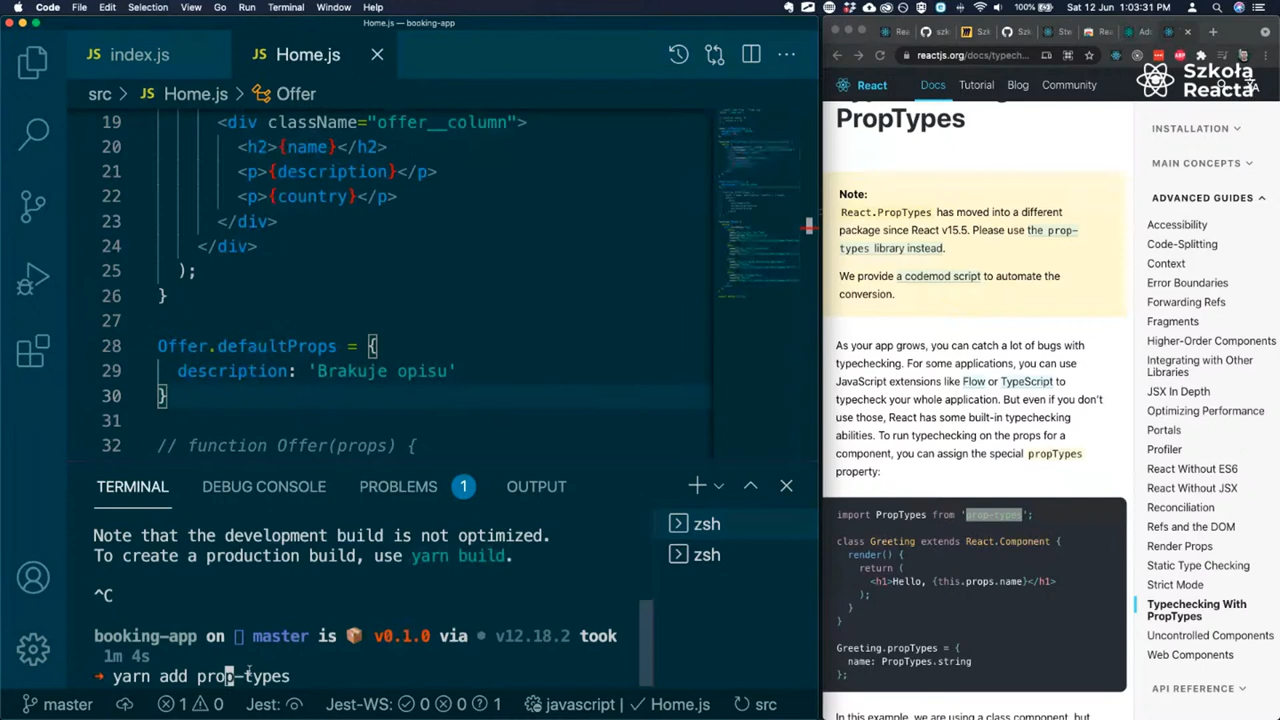 Code File Edit Selection View Go Run Terminal Window Help
100% Sat 12 Jun 1:03:31 PM
Home.js — booking-app
JS index.js
JS Home.js
src > JS Home.js > Offer
19 <div className="offer__column">
20 <h2>{name}</h2>
21 <p>{description}</p>
22 <p>{country}</p>
23 </div>
24 </div>
25 );
26 }
27
28 Offer.defaultProps = {
29 description: 'Brakuje opisu'
30 }
31
32 // function Offer(props) {
TERMINAL DEBUG CONSOLE PROBLEMS 1 OUTPUT
zsh
zsh
Note that the development build is not optimized.
To create a production build, use yarn build.
^C
booking-app on master is v0.1.0 via v12.18.2 took
1m 4s
yarn add prop-types
master 1 0 Jest: Jest-WS: 0 0 1 javascript Home.js src
reactjs.org/docs/typech…
React Docs Tutorial Blog Community
Szkoła
Reacta
PropTypes
Note:
React.PropTypes has moved into a different
package since React v15.5. Please use the prop-
types library instead.
We provide a codemod script to automate the
conversion.
As your app grows, you can catch a lot of bugs with
typechecking. For some applications, you can use
JavaScript extensions like Flow or TypeScript to
typecheck your whole application. But even if you don't
use those, React has some built-in typechecking
abilities. To run typechecking on the props for a
component, you can assign the special propTypes
property:
import PropTypes from 'prop-types';
class Greeting extends React.Component {
render() {
return (
<h1>Hello, {this.props.name}</h1>
);
}
}
Greeting.propTypes = {
name: PropTypes.string
};
In this example, we are using a class component, but
INSTALLATION
MAIN CONCEPTS
ADVANCED GUIDES
Accessibility
Code-Splitting
Context
Error Boundaries
Forwarding Refs
Fragments
Higher-Order Components
Integrating with Other
Libraries
JSX In Depth
Optimizing Performance
Portals
Profiler
React Without ES6
React Without JSX
Reconciliation
Refs and the DOM
Render Props
Static Type Checking
Strict Mode
Typechecking With
PropTypes
Uncontrolled Components
Web Components
API REFERENCE